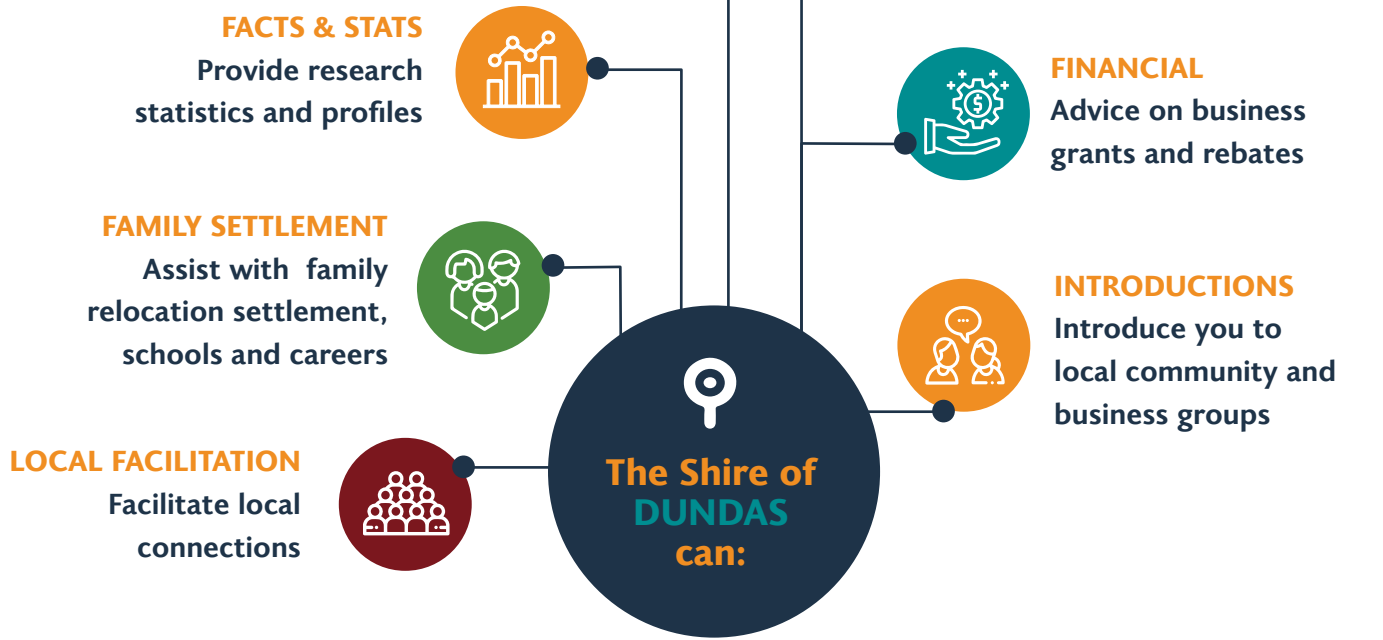 FACTS & STATS
Provide research
statistics and profiles
FINANCIAL
Advice on business
grants and rebates
FAMILY SETTLEMENT
Assist with  family
relocation settlement,
schools and careers
INTRODUCTIONS
Introduce you to
local community and
business groups
LOCAL FACILITATION
Facilitate local
connections
The Shire of
DUNDAS
can: